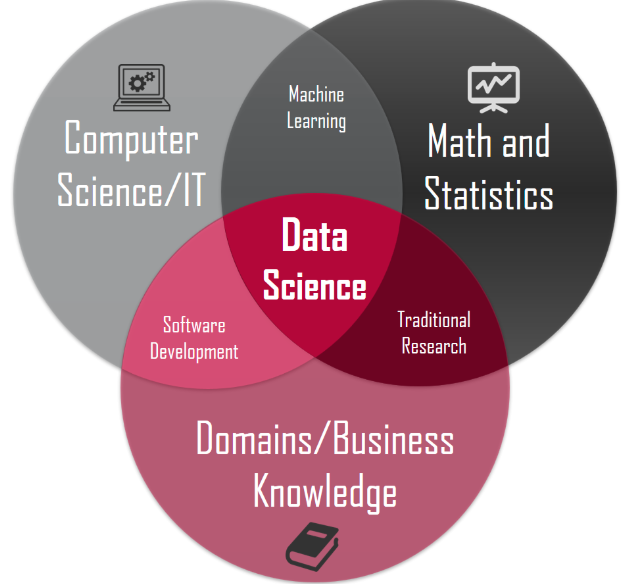 Machine
Learning
Computer
Science/IT
Math and
Statistics
Data
Science
Software
Development
Traditional
Research
Domains/Business
Knowledge